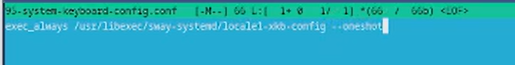 95-system-keyboard-config.conf [-M--] 66 L:[ 1+ 0 1/ 1] *(66 / 66b) <EOF>
exec_always /usr/libexec/sway-systemd/locale1-xkb-config --oneshot